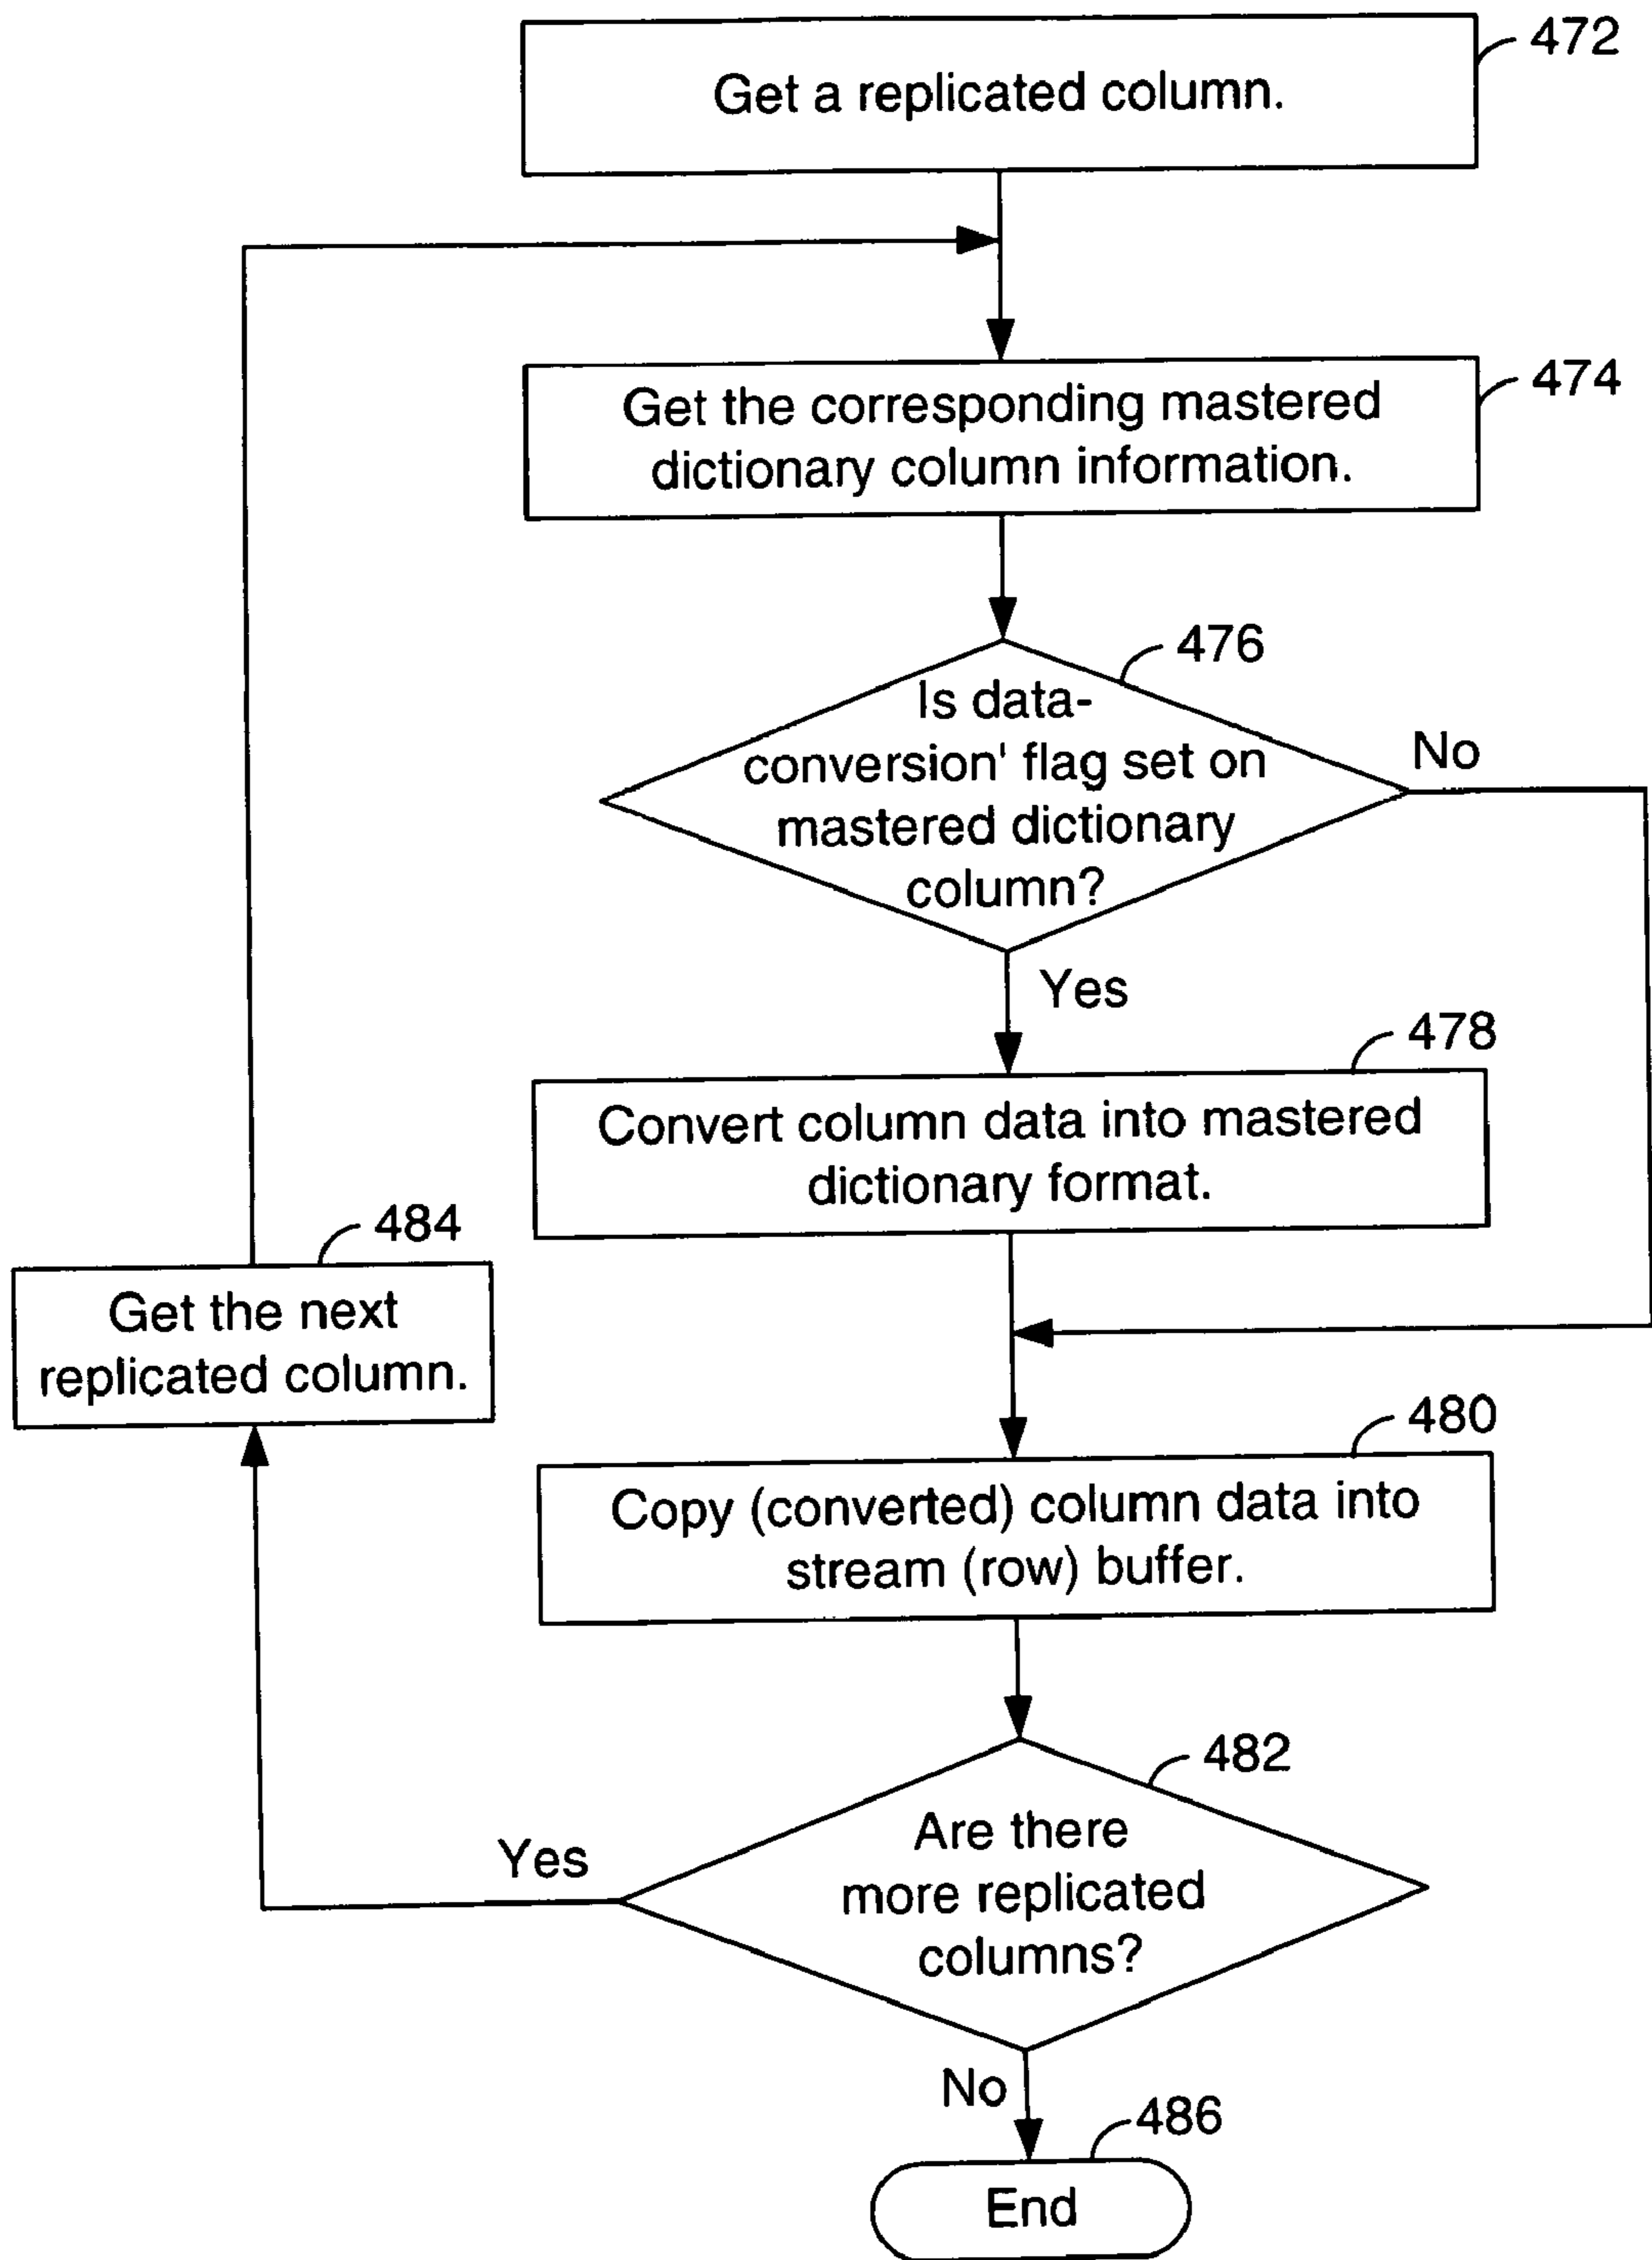 472
Get a replicated column.
474
Get the corresponding mastered
dictionary column information.
476
Is data-
conversion' flag set on
mastered dictionary
column?
No
Yes
478
Convert column data into mastered
dictionary format.
484
Get the next
replicated column.
480
Copy (converted) column data into
stream (row) buffer.
482
Are there
more replicated
columns?
Yes
No
486
End